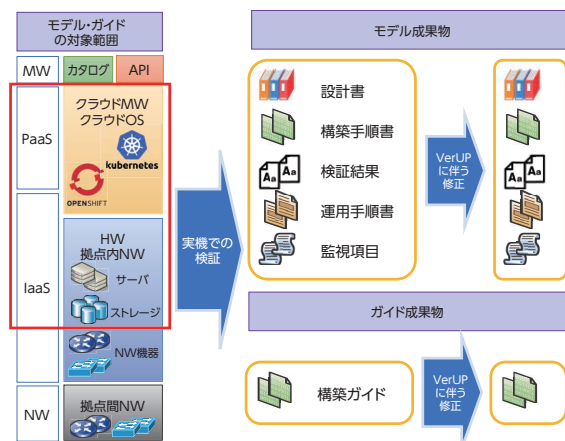 モデル・ガイド
の対象範囲
MW
カタログ
API
PaaS
クラウドMW
クラウドOS
kubernetes
OPENSHIFT
IaaS
HW
拠点内NW
サーバ
ストレージ
NW機器
NW
拠点間NW
実機での
検証
モデル成果物
設計書
構築手順書
Aa
Aa
検証結果
運用手順書
監視項目
VerUP
に伴う
修正
Aa
Aa
ガイド成果物
構築ガイド
VerUP
に伴う
修正